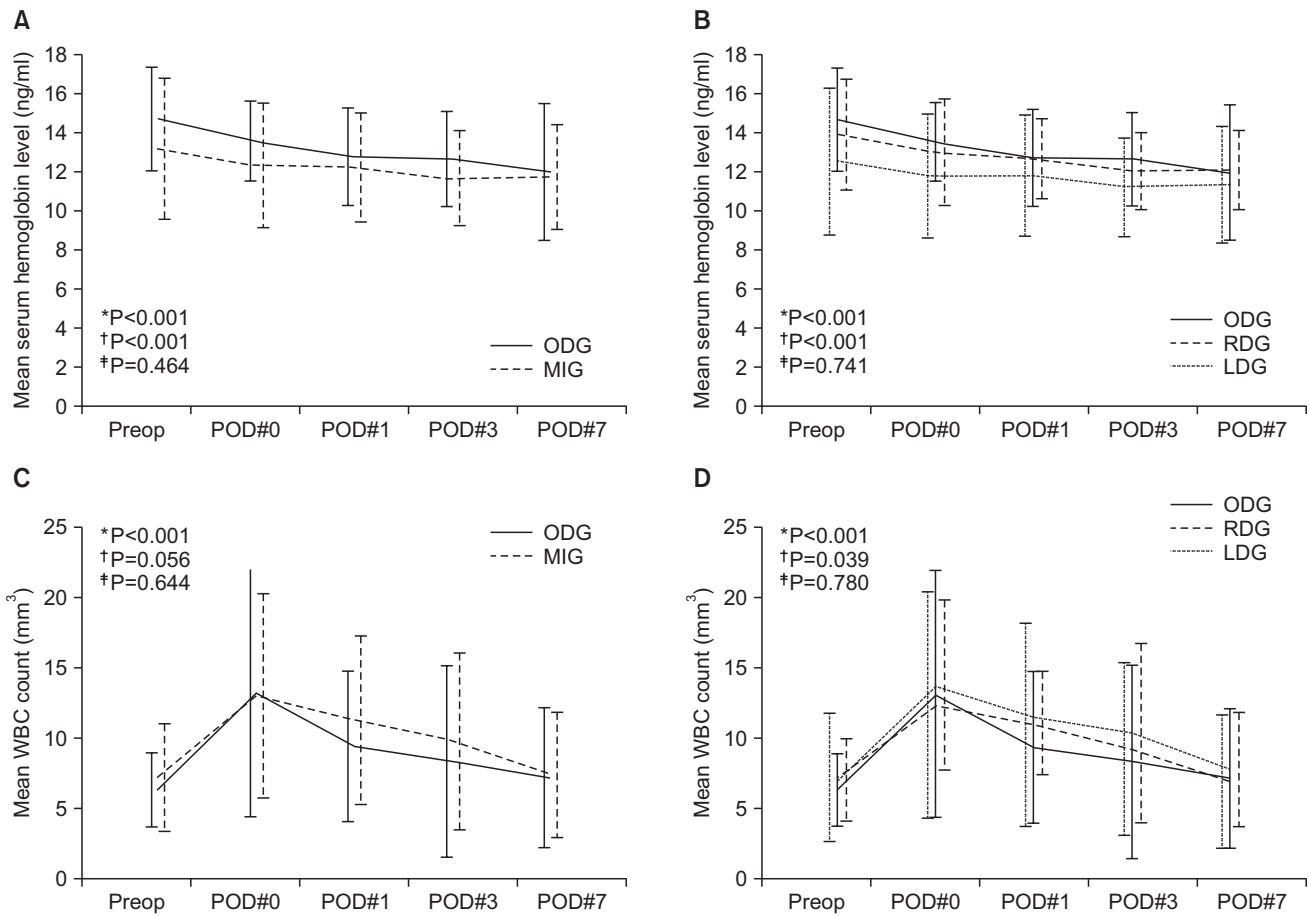 A
Mean serum hemoglobin level (ng/ml)
18
16
14
12
10
8
6
4
2
0
*P<0.001
†P<0.001
‡P=0.464
ODG
MIG
Preop POD#0 POD#1 POD#3 POD#7
B
Mean serum hemoglobin level (ng/ml)
18
16
14
12
10
8
6
4
2
0
*P<0.001
†P<0.001
‡P=0.741
ODG
RDG
LDG
Preop POD#0 POD#1 POD#3 POD#7
C
Mean WBC count (mm³)
25
20
15
10
5
0
*P<0.001
†P=0.056
‡P=0.644
ODG
MIG
Preop POD#0 POD#1 POD#3 POD#7
D
Mean WBC count (mm³)
25
20
15
10
5
0
*P<0.001
†P=0.039
‡P=0.780
ODG
RDG
LDG
Preop POD#0 POD#1 POD#3 POD#7